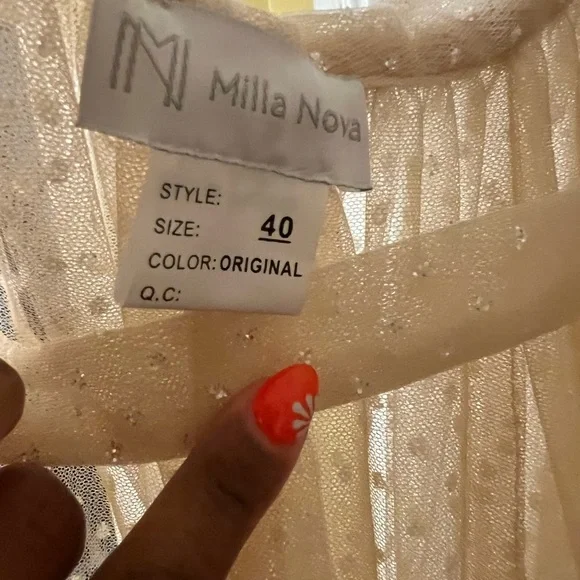 Milla Nova
STYLE:
SIZE: 40
COLOR: ORIGINAL
Q.C: